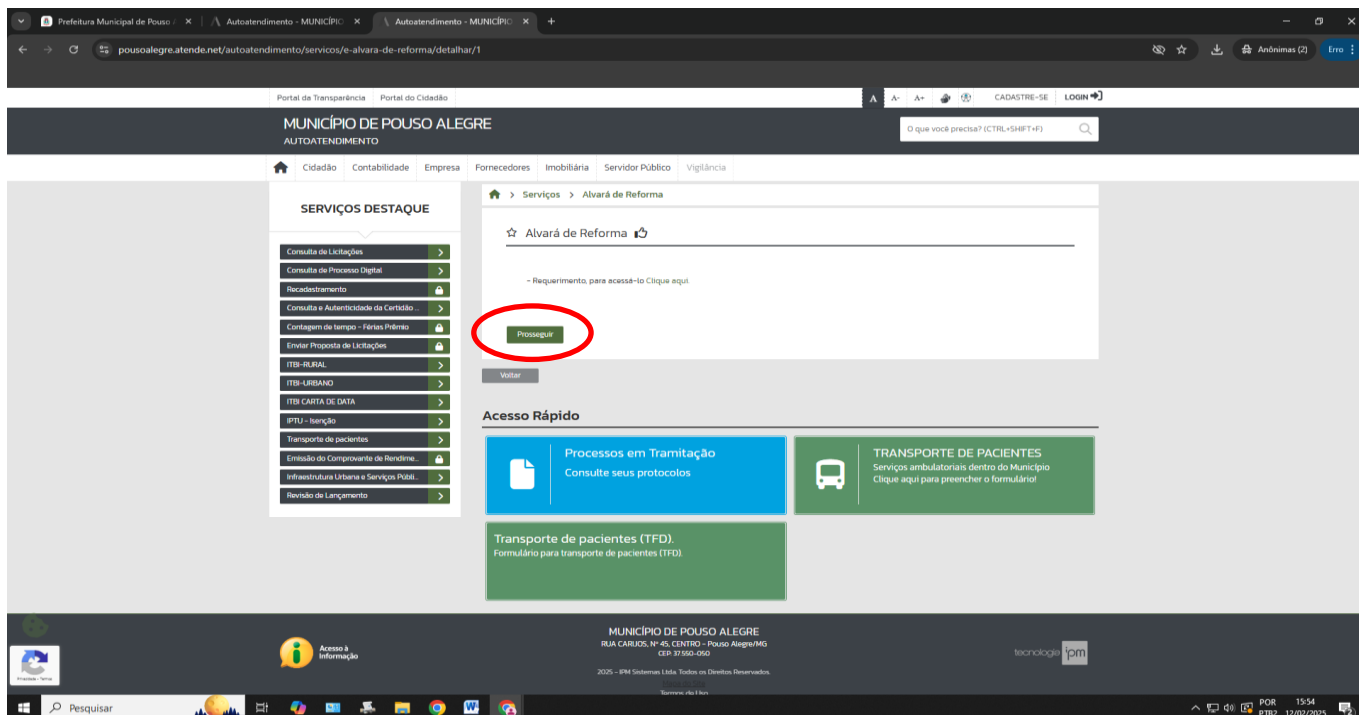 Prefeitura Municipal de Pouso A
Autoatendimento - MUNICÍPIO
Autoatendimento - MUNICÍPIO
pousoalegre.atende.net/autoatendimento/servicos/e-alvara-de-reforma/detalhar/1
Anônimas (2)
Erro
Portal da Transparência Portal do Cidadão
A A- A+ CADASTRE-SE LOGIN
MUNICÍPIO DE POUSO ALEGRE
AUTOATENDIMENTO
O que você precisa? (CTRL+SHIFT+F)
Cidadão Contabilidade Empresa Fornecedores Imobiliária Servidor Público Vigilância
SERVIÇOS DESTAQUE
Consulta de Licitações
Consulta de Processo Digital
Recadastramento
Consulta e Autenticidade da Certidão ...
Contagem de tempo - Férias Prêmio
Enviar Proposta de Licitações
ITBI-RURAL
ITBI-URBANO
ITBI CARTA DE DATA
IPTU - Isenção
Transporte de pacientes
Emissão do Comprovante de Rendime...
Infraestrutura Urbana e Serviços Públi...
Revisão de Lançamento
> Serviços > Alvará de Reforma
Alvará de Reforma
- Requerimento, para acessá-lo Clique aqui.
Prosseguir
Voltar
Acesso Rápido
Processos em Tramitação
Consulte seus protocolos
TRANSPORTE DE PACIENTES
Serviços ambulatoriais dentro do Município
Clique aqui para preencher o formulário!
Transporte de pacientes (TFD).
Formulário para transporte de pacientes (TFD).
Acesso à
Informação
MUNICÍPIO DE POUSO ALEGRE
RUA CARIJOS, Nº 45, CENTRO - Pouso Alegre/MG
CEP: 37.550-050
2025 - IPM Sistemas Ltda. Todos os Direitos Reservados.
Termos de Uso
tecnologia ipm
Privacidade - Termos
Pesquisar
POR
PTB2
15:54
12/02/2025